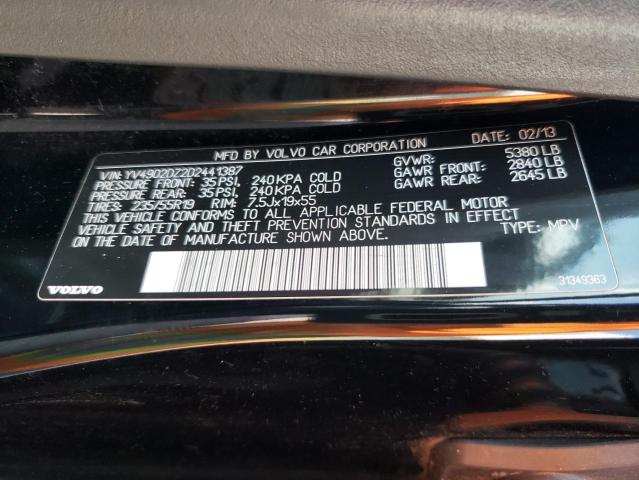 MFD BY VOLVO CAR CORPORATION DATE: 02/13
VIN: YV4902DZ2D2441387 GVWR: 5380 LB
PRESSURE FRONT: 35 PSI, 240 KPA COLD GAWR FRONT: 2840 LB
PRESSURE REAR: 35 PSI, 240 KPA COLD GAWR REAR: 2645 LB
TIRES: 235/55R19 RIM: 7.5Jx19x55
THIS VEHICLE CONFORMS TO ALL APPLICABLE FEDERAL MOTOR
VEHICLE SAFETY AND THEFT PREVENTION STANDARDS IN EFFECT
ON THE DATE OF MANUFACTURE SHOWN ABOVE. TYPE: MPV
VOLVO 31349363